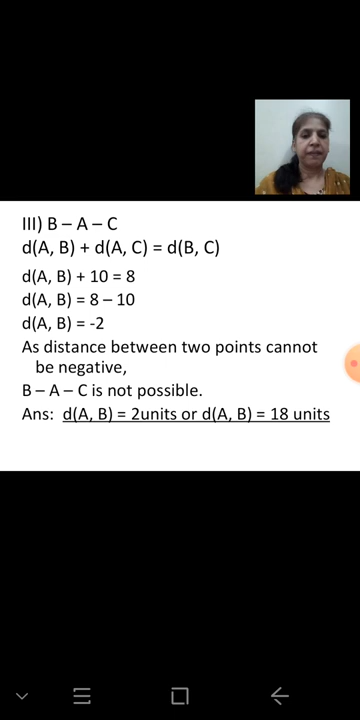 III) B – A – C
d(A, B) + d(A, C) = d(B, C)
d(A, B) + 10 = 8
d(A, B) = 8 – 10
d(A, B) = -2
As distance between two points cannot
be negative,
B – A – C is not possible.
Ans: d(A, B) = 2units or d(A, B) = 18 units